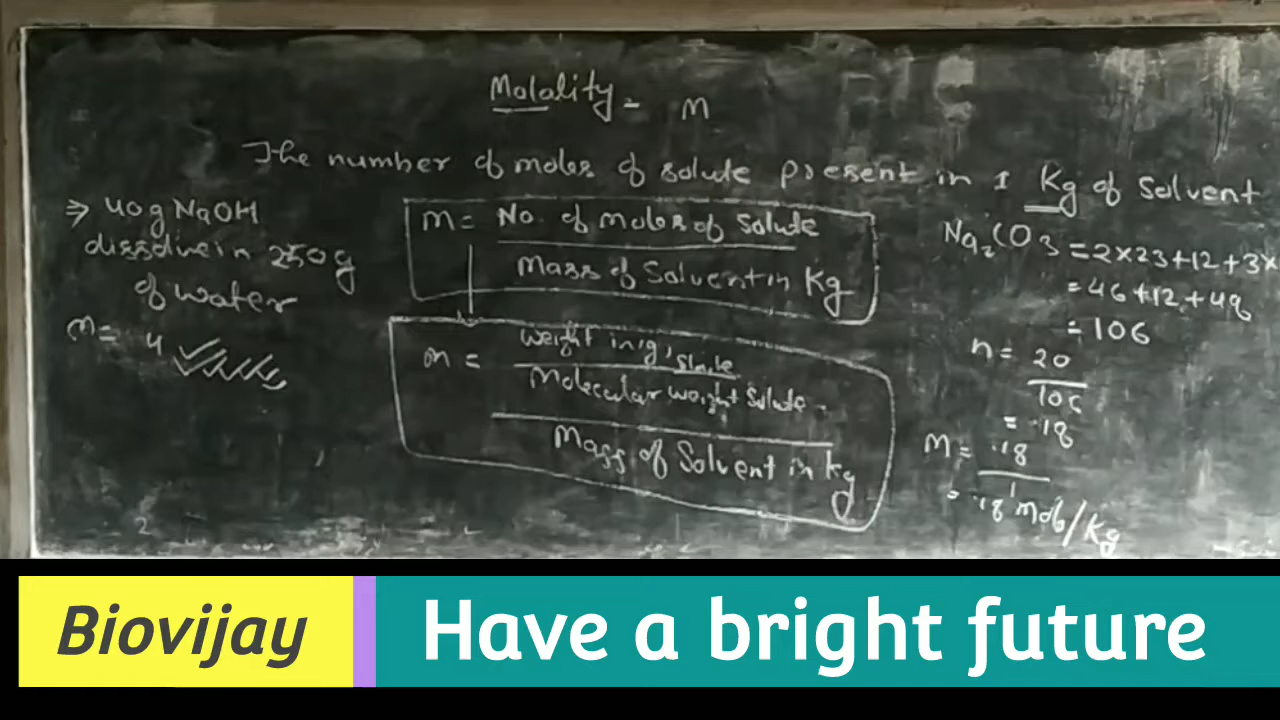 Molality = m
The number of moles of solute present in 1 Kg of Solvent
⇒ 40g NaOH
dissolve in 250g
of water
m = 4
m = No. of moles of solute
Mass of Solvent in Kg
m = weight in g, Solute
Molecular weight Solute
Mass of Solvent in kg
Na2CO3 = 2×23+12+3×
= 46+12+48
= 106
n = 20
106
= .18
M = .18
1
= .18 mol/Kg
Biovijay
Have a bright future